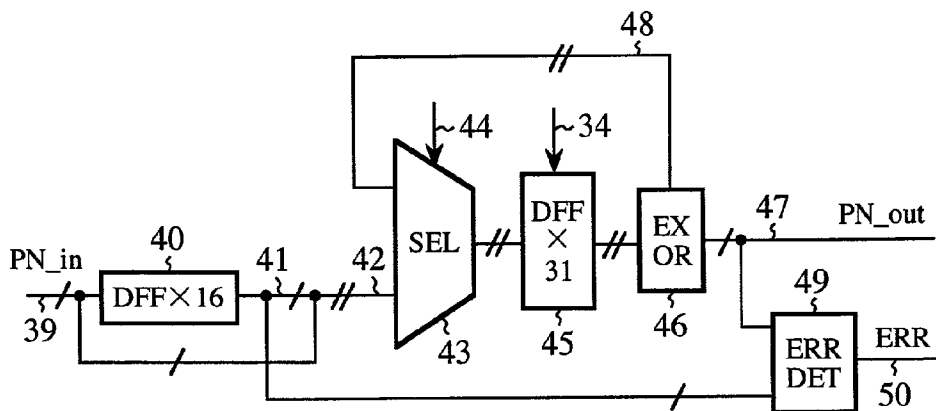 48
44
34
PN_in
40
41
42
SEL
DFF
×
31
EX
OR
47
PN_out
39
DFF×16
43
45
46
49
ERR
DET
ERR
50